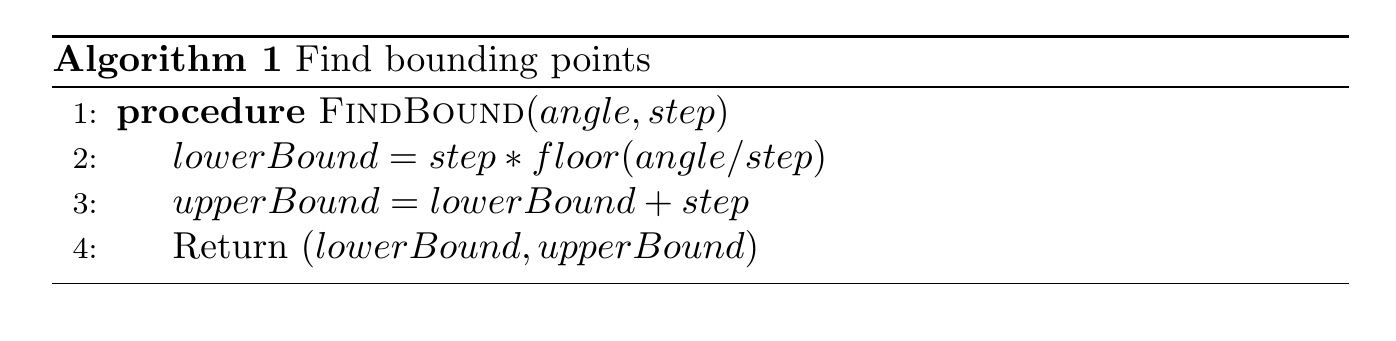 Algorithm 1 Find bounding points
1: procedure FINDBOUND(angle, step)
2: lowerBound = step ∗ floor(angle/step)
3: upperBound = lowerBound + step
4: Return (lowerBound, upperBound)